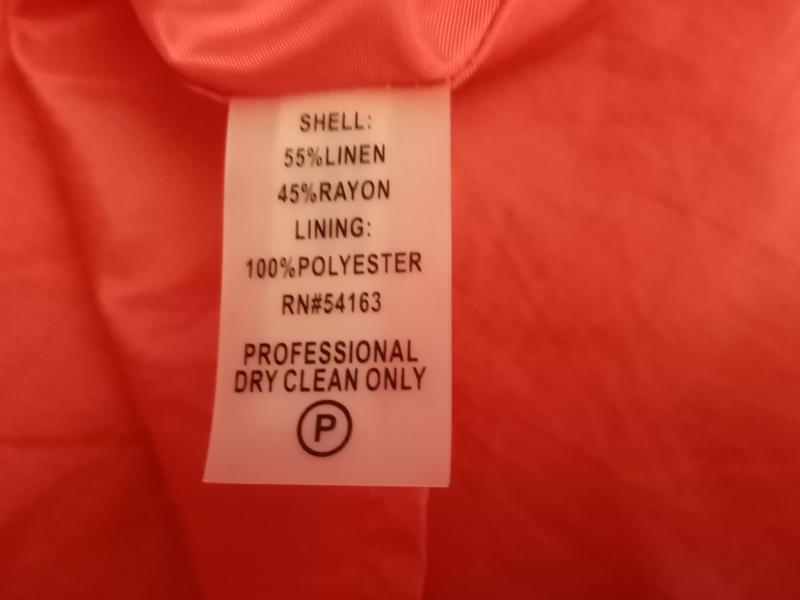 SHELL:
55%LINEN
45%RAYON
LINING:
100%POLYESTER
RN#54163
PROFESSIONAL
DRY CLEAN ONLY
P